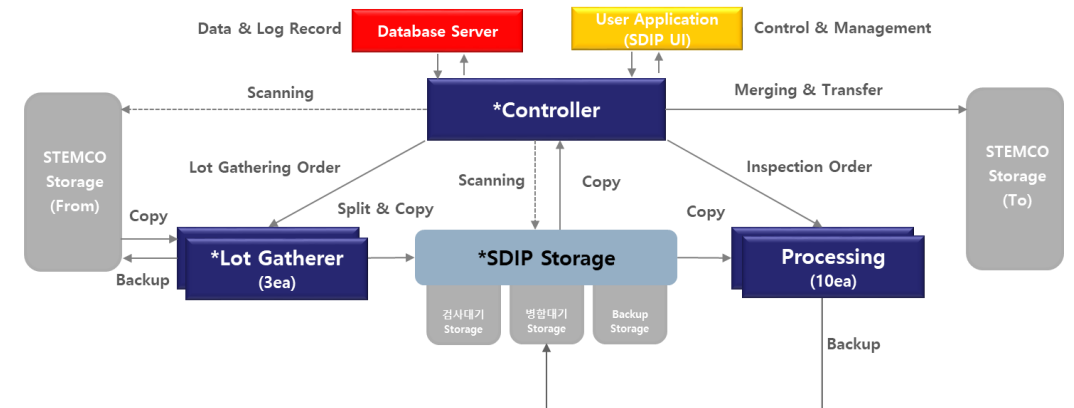 Data & Log Record
Database Server
User Application
(SDIP UI)
Control & Management
Scanning
*Controller
Merging & Transfer
STEMCO
Storage
(From)
STEMCO
Storage
(To)
Lot Gathering Order
Scanning
Copy
Inspection Order
Copy
Split & Copy
Copy
*Lot Gatherer
(3ea)
*SDIP Storage
Processing
(10ea)
Backup
검사대기
Storage
병합대기
Storage
Backup
Storage
Backup